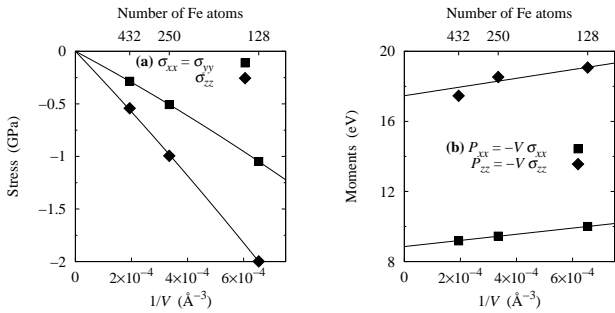 Number of Fe atoms
432 250 128
0
−0.5
−1
−1.5
−2
Stress (GPa)
(a) σxx = σyy
σzz
0 2×10⁻⁴ 4×10⁻⁴ 6×10⁻⁴
1/V (Å⁻³)
Number of Fe atoms
432 250 128
20
18
16
14
12
10
8
Moments (eV)
(b) Pxx = −V σxx
Pzz = −V σzz
0 2×10⁻⁴ 4×10⁻⁴ 6×10⁻⁴
1/V (Å⁻³)